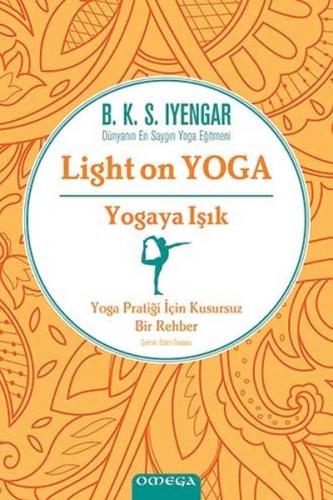 B. K. S. IYENGAR
Dünyanın En Saygın Yoga Eğitmeni
Light on YOGA
Yogaya Işık
Yoga Pratiği İçin Kusursuz
Bir Rehber
OMEGA